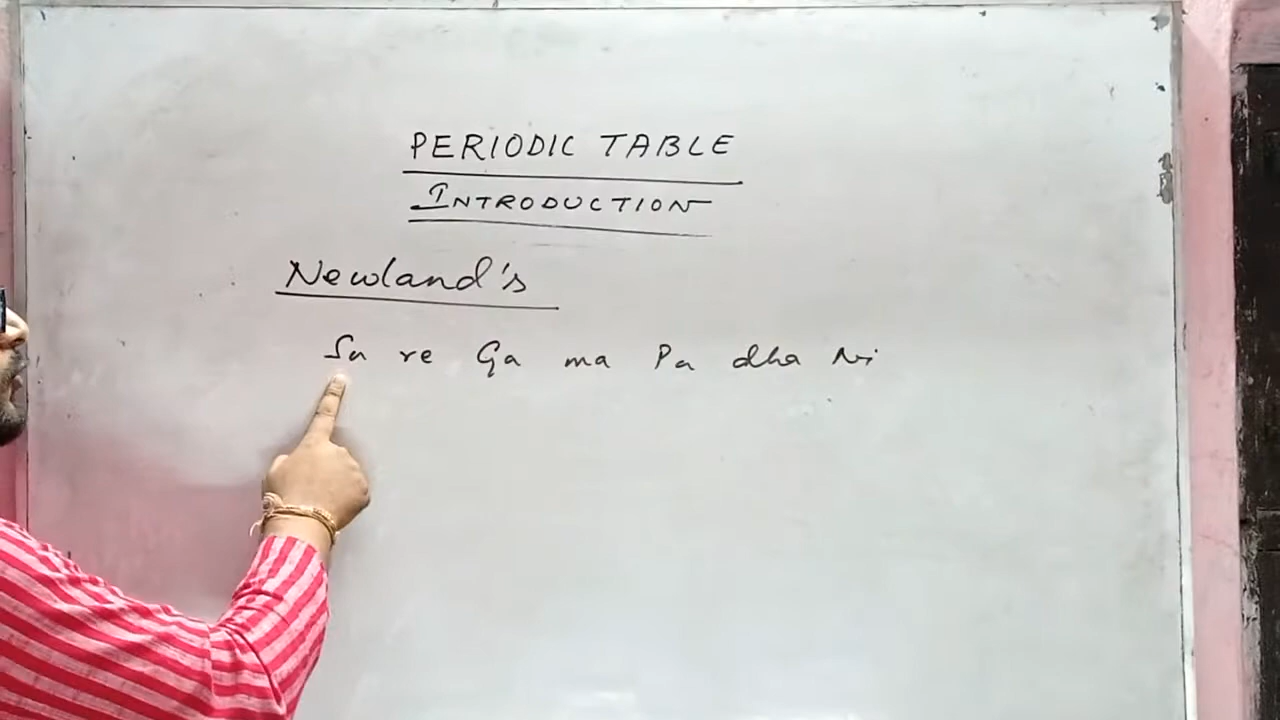 PERIODIC TABLE
INTRODUCTION
Newland's
Sa re Ga ma Pa dha Ni